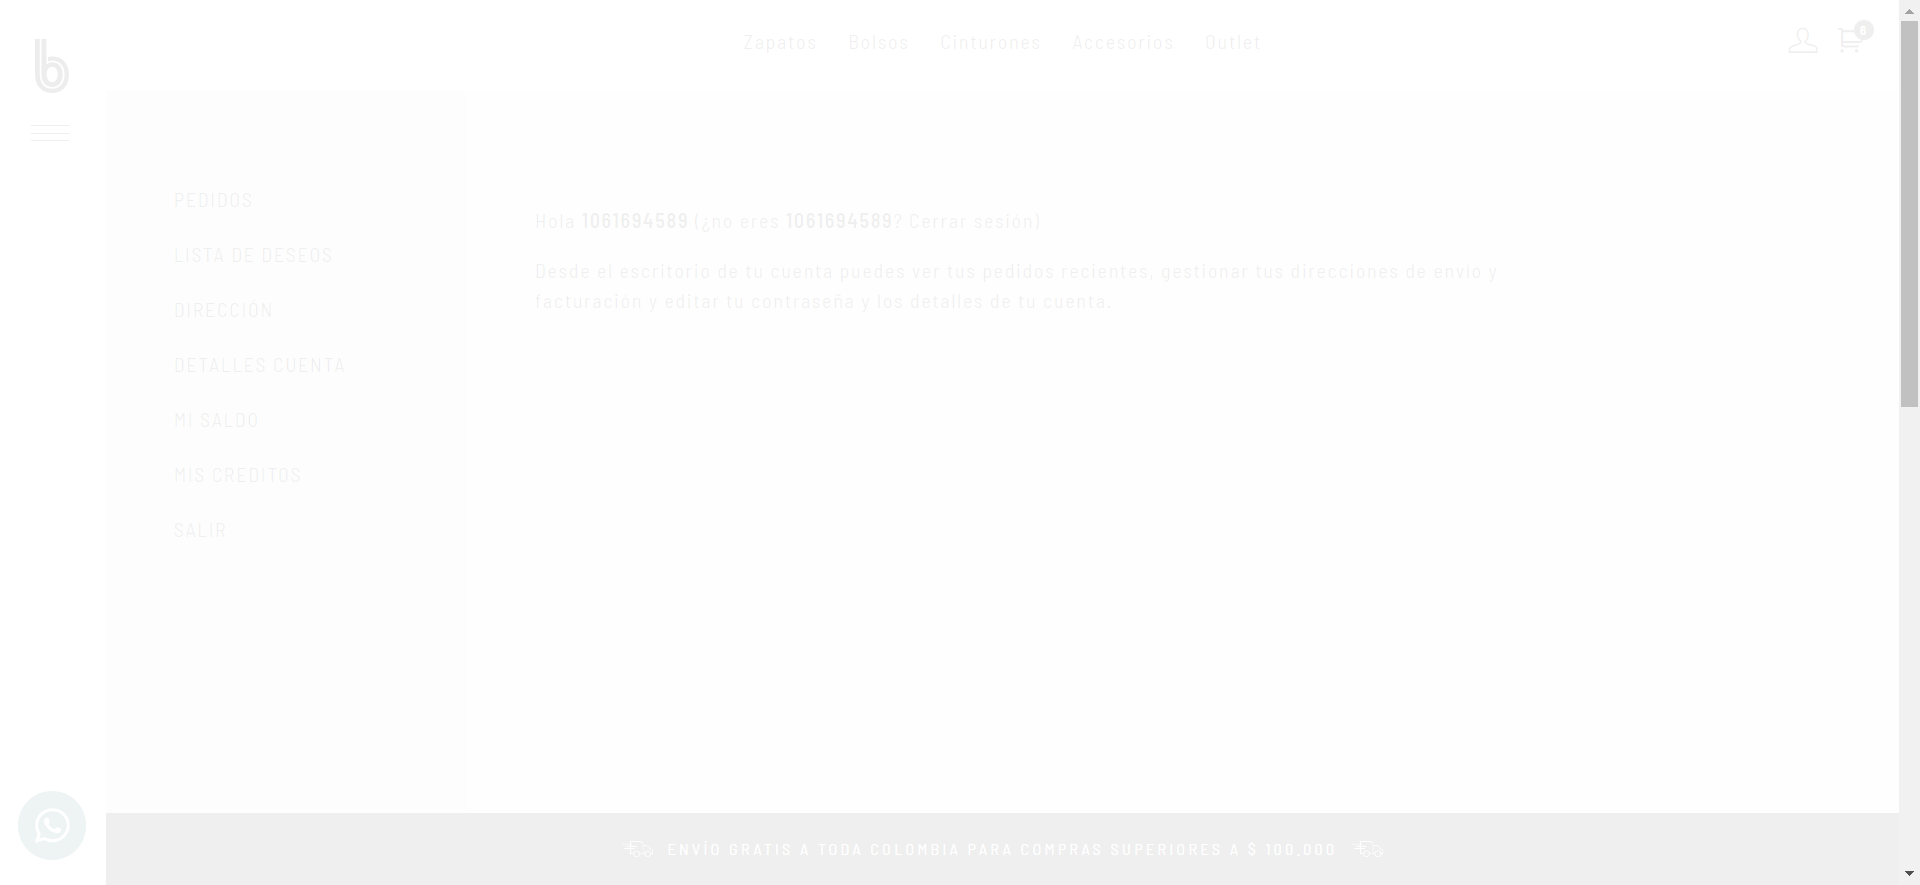 b
Zapatos Bolsos Cinturones Accesorios Outlet
6
PEDIDOS
LISTA DE DESEOS
DIRECCIÓN
DETALLES CUENTA
MI SALDO
MIS CREDITOS
SALIR
Hola 1061694589 (¿no eres 1061694589? Cerrar sesión)
Desde el escritorio de tu cuenta puedes ver tus pedidos recientes, gestionar tus direcciones de envío y
facturación y editar tu contraseña y los detalles de tu cuenta.
ENVÍO GRATIS A TODA COLOMBIA PARA COMPRAS SUPERIORES A $ 100.000